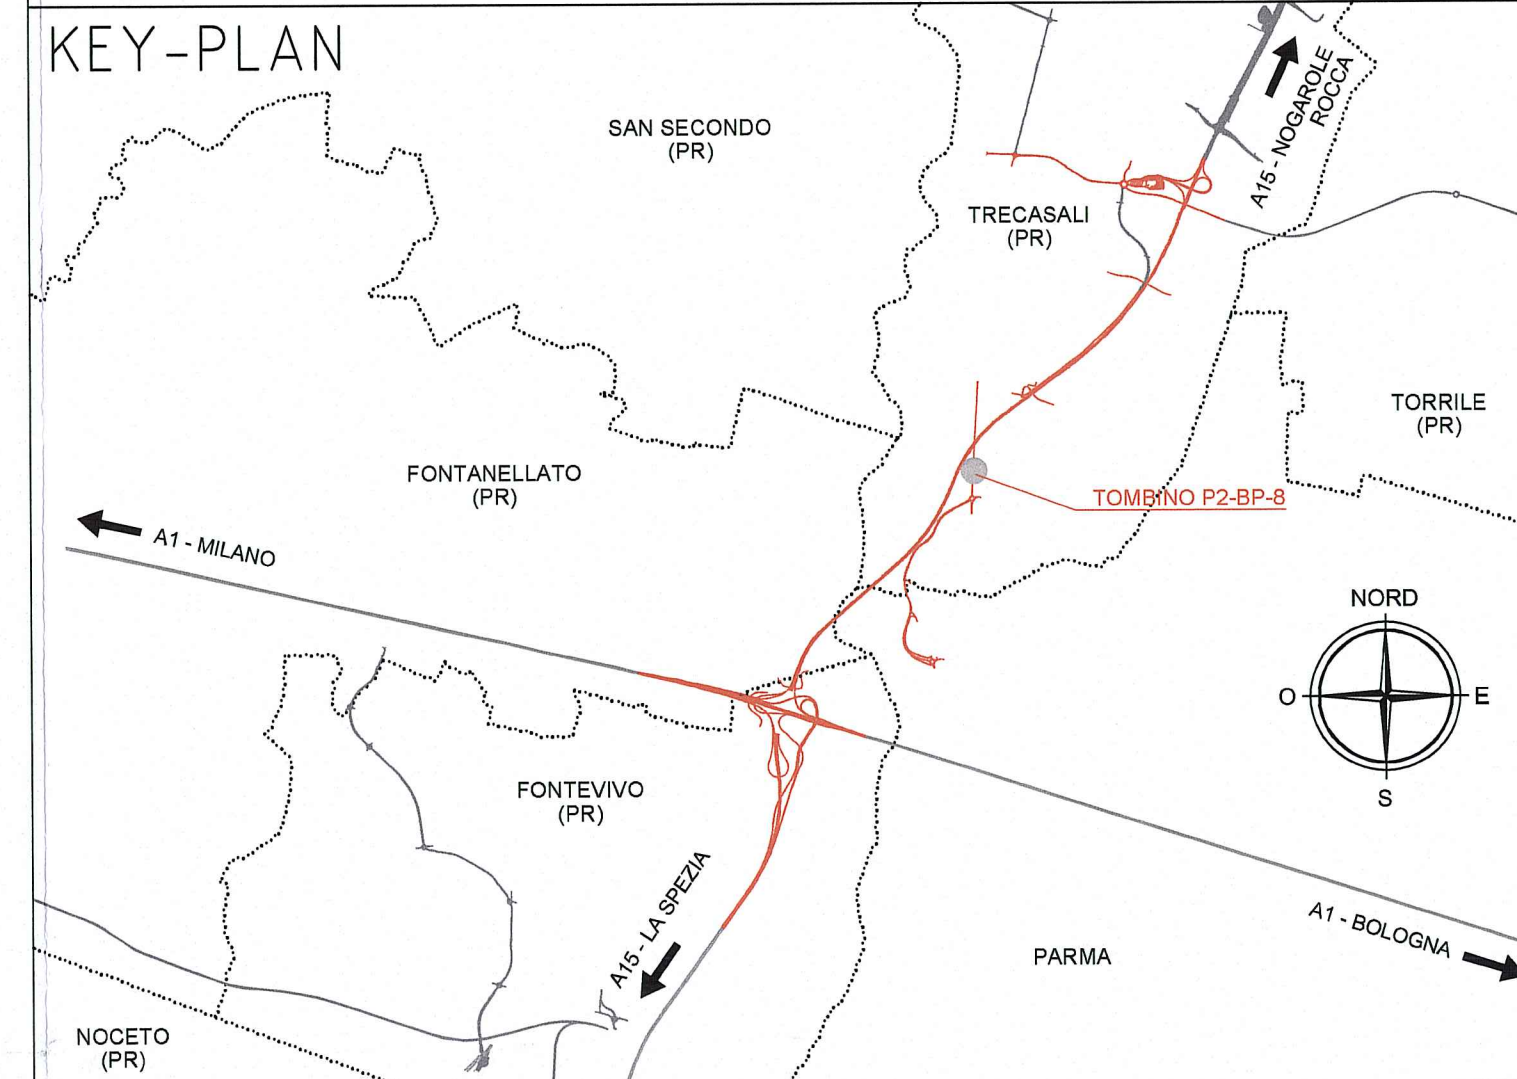 KEY-PLAN
SAN SECONDO
(PR)
A15 - NOGAROLE
ROCCA
TRECASALI
(PR)
TORRILE
(PR)
FONTANELLATO
(PR)
TOMBINO P2-BP-8
A1 - MILANO
NORD
O
E
S
FONTEVIVO
(PR)
A15 - LA SPEZIA
A1 - BOLOGNA
PARMA
NOCETO
(PR)